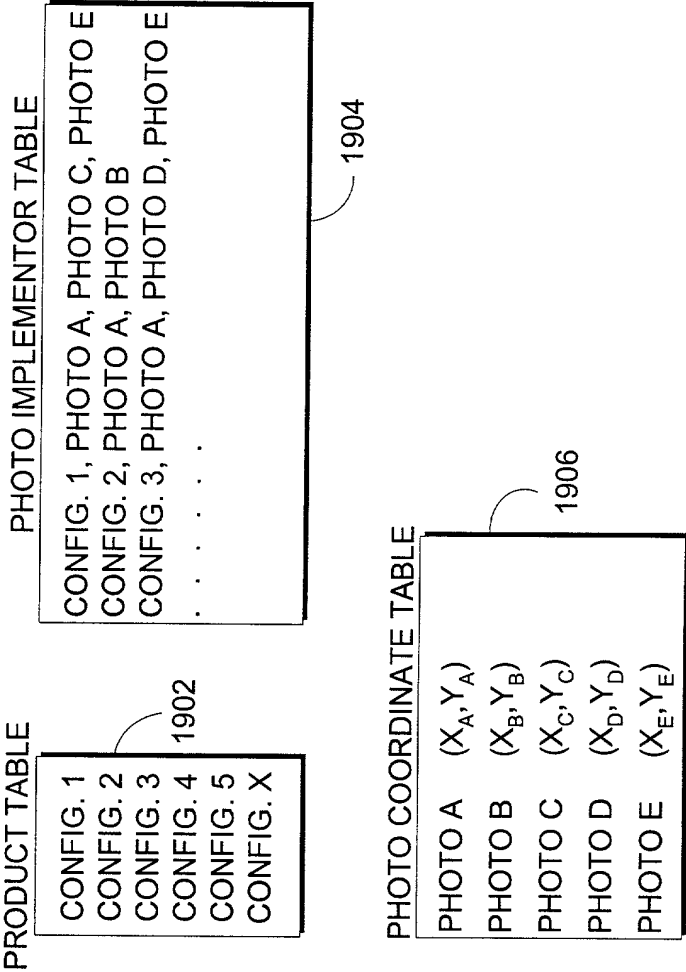 PRODUCT TABLE
CONFIG. 1
CONFIG. 2
CONFIG. 3
CONFIG. 4
CONFIG. 5
CONFIG. X
1902
PHOTO IMPLEMENTOR TABLE
CONFIG. 1, PHOTO A, PHOTO C, PHOTO E
CONFIG. 2, PHOTO A, PHOTO B
CONFIG. 3, PHOTO A, PHOTO D, PHOTO E
. . . . . .
1904
PHOTO COORDINATE TABLE
PHOTO A (X_A,Y_A)
PHOTO B (X_B,Y_B)
PHOTO C (X_C,Y_C)
PHOTO D (X_D,Y_D)
PHOTO E (X_E,Y_E)
1906